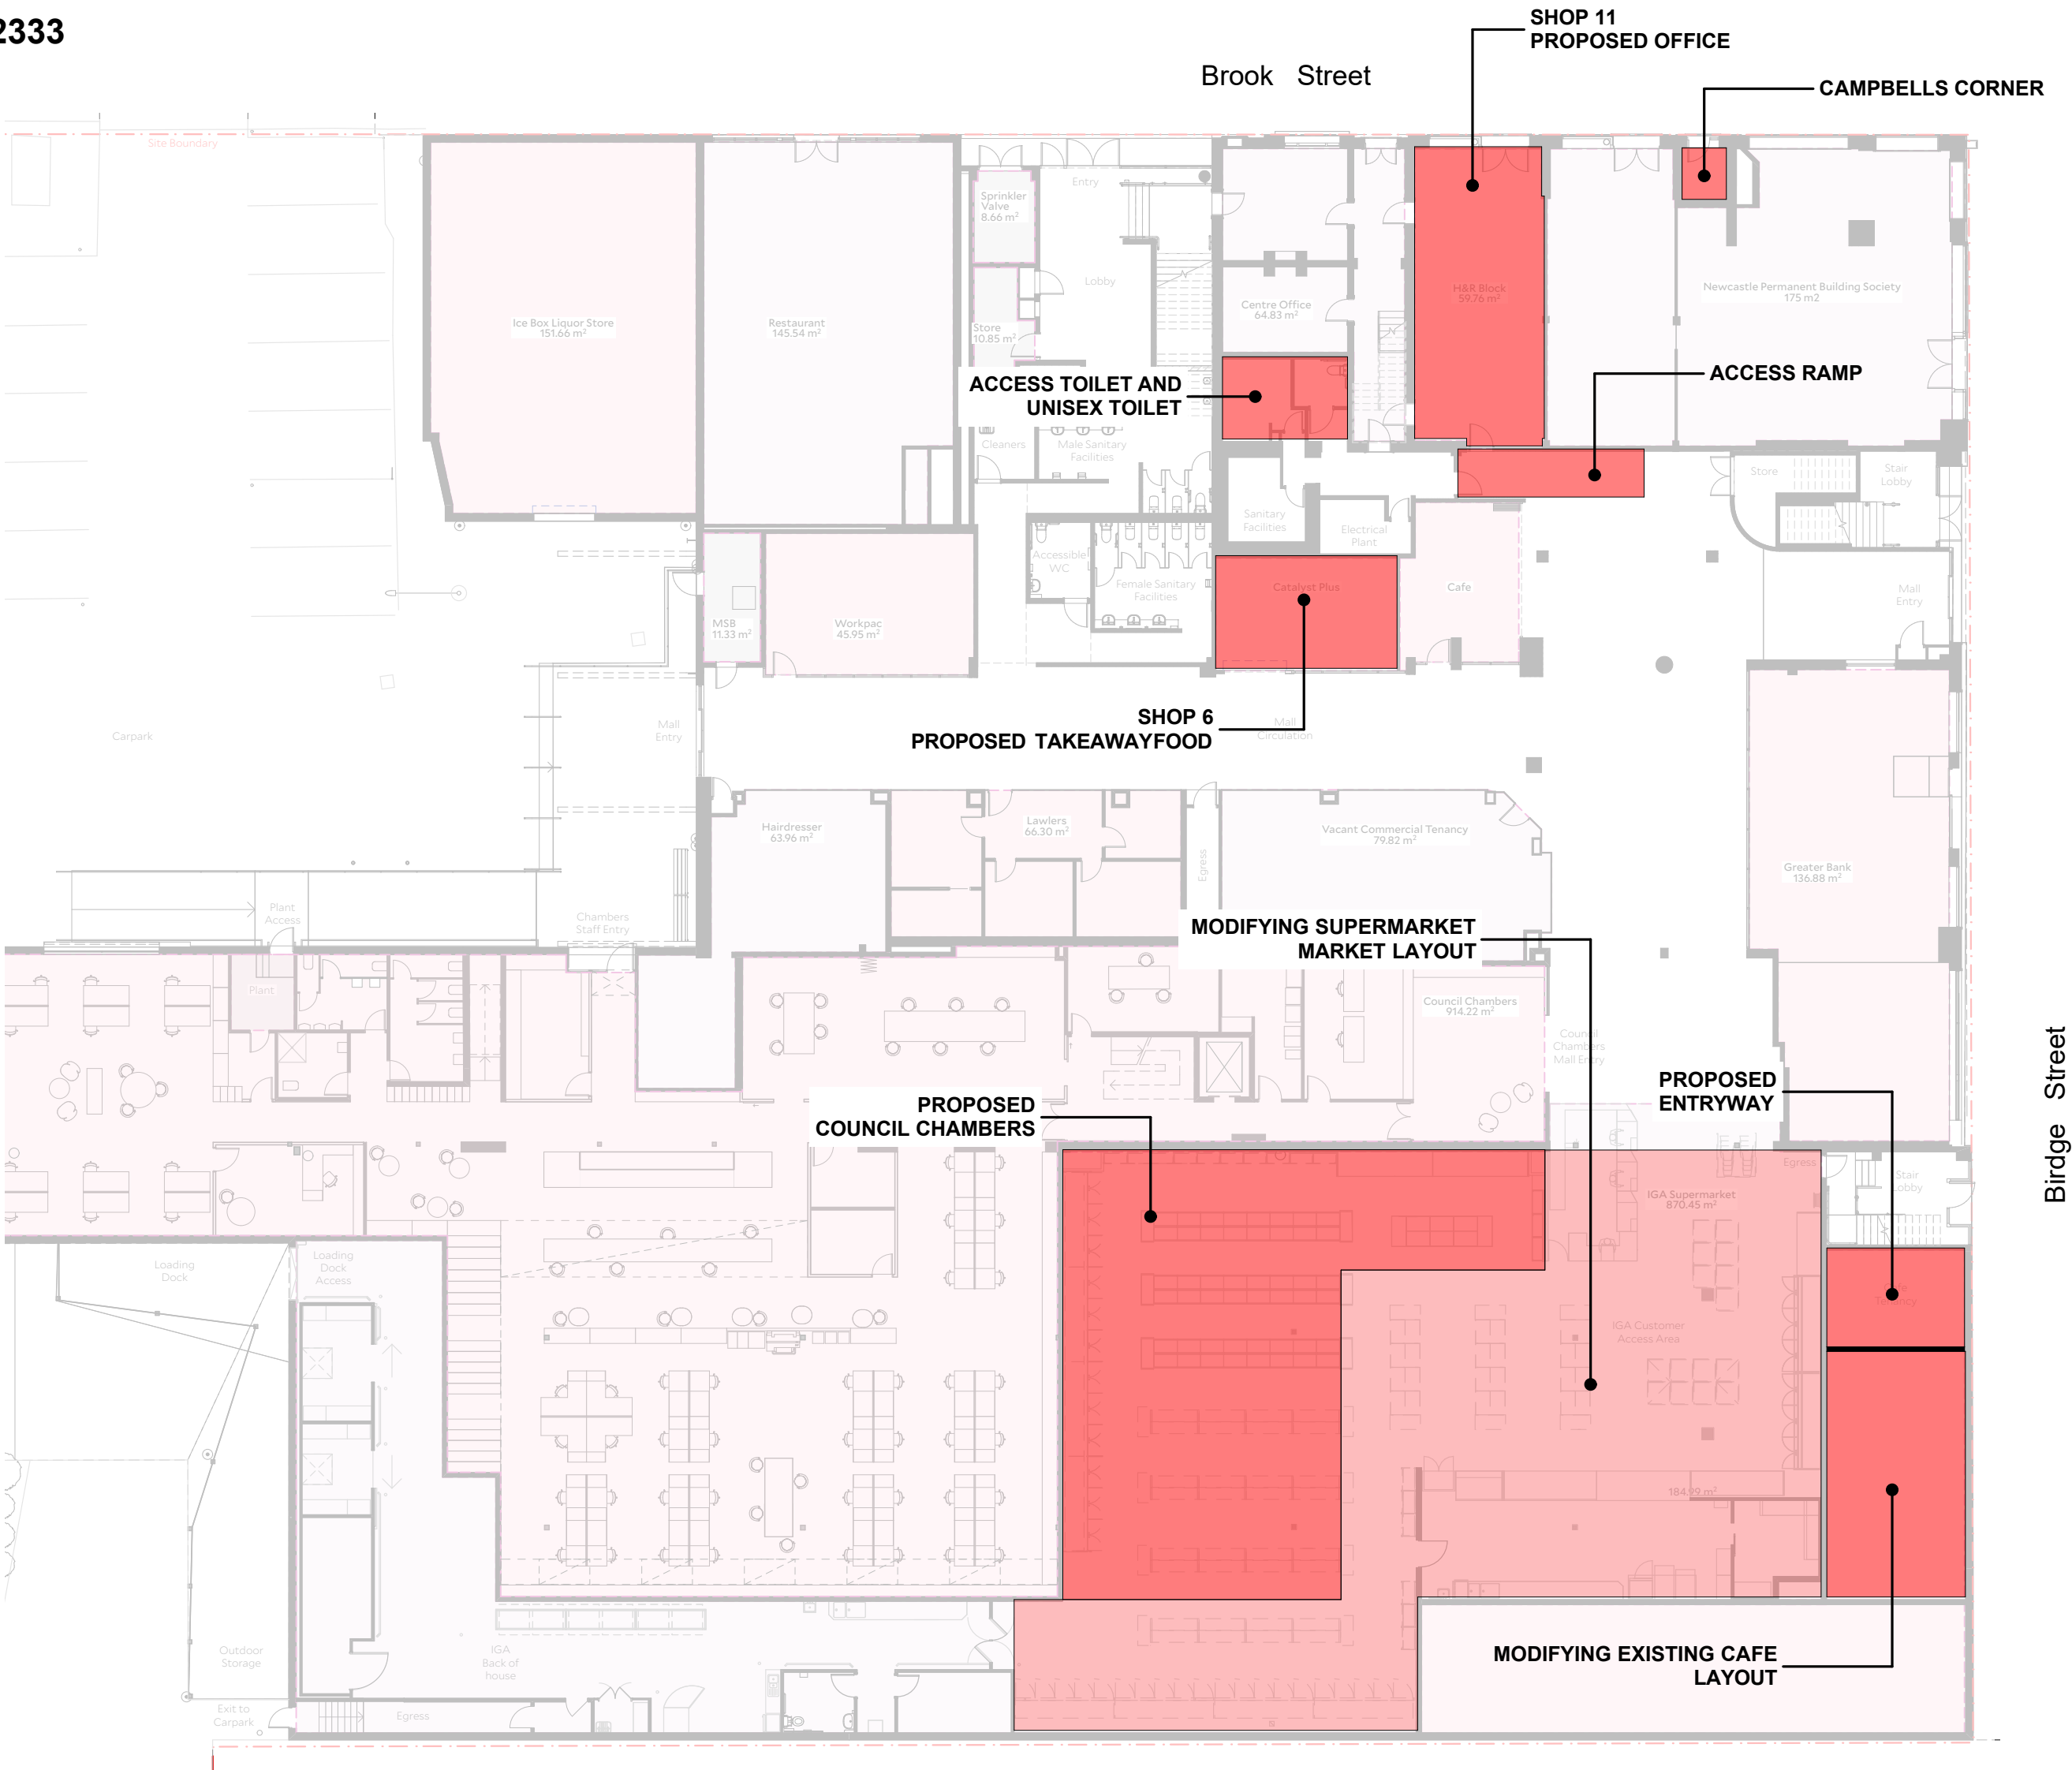 2333
SHOP 11
PROPOSED OFFICE
Brook Street
CAMPBELLS CORNER
Site Boundary
Sprinkler
Valve
8.66 m²
Entry
Lobby
Ice Box Liquor Store
151.66 m²
Restaurant
145.54 m²
Store
10.85 m²
Centre Office
64.83 m²
H&R Block
59.76 m²
Newcastle Permanent Building Society
175 m2
ACCESS TOILET AND
UNISEX TOILET
ACCESS RAMP
Cleaners
Male Sanitary
Facilities
Store
Stair
Lobby
Sanitary
Facilities
Electrical
Plant
Accessible
WC
Female Sanitary
Facilities
Catalyst Plus
Cafe
Mall
Entry
MSB
11.33 m²
Workpac
45.95 m²
Carpark
Mall
Entry
SHOP 6
PROPOSED TAKEAWAYFOOD
Mall
Circulation
Hairdresser
63.96 m²
Lawlers
66.30 m²
Egress
Vacant Commercial Tenancy
79.82 m²
Greater Bank
136.88 m²
Plant
Access
Chambers
Staff Entry
MODIFYING SUPERMARKET
MARKET LAYOUT
Plant
Council Chambers
914.22 m²
Council
Chambers
Mall Entry
Birdge Street
PROPOSED
ENTRYWAY
PROPOSED
COUNCIL CHAMBERS
Egress
Stair
Lobby
IGA Supermarket
870.45 m²
Loading
Dock
Loading
Dock
Access
Tenancy
IGA Customer
Access Area
184.99 m²
Outdoor
Storage
IGA
Back of
house
MODIFYING EXISTING CAFE
LAYOUT
Exit to
Carpark
Egress